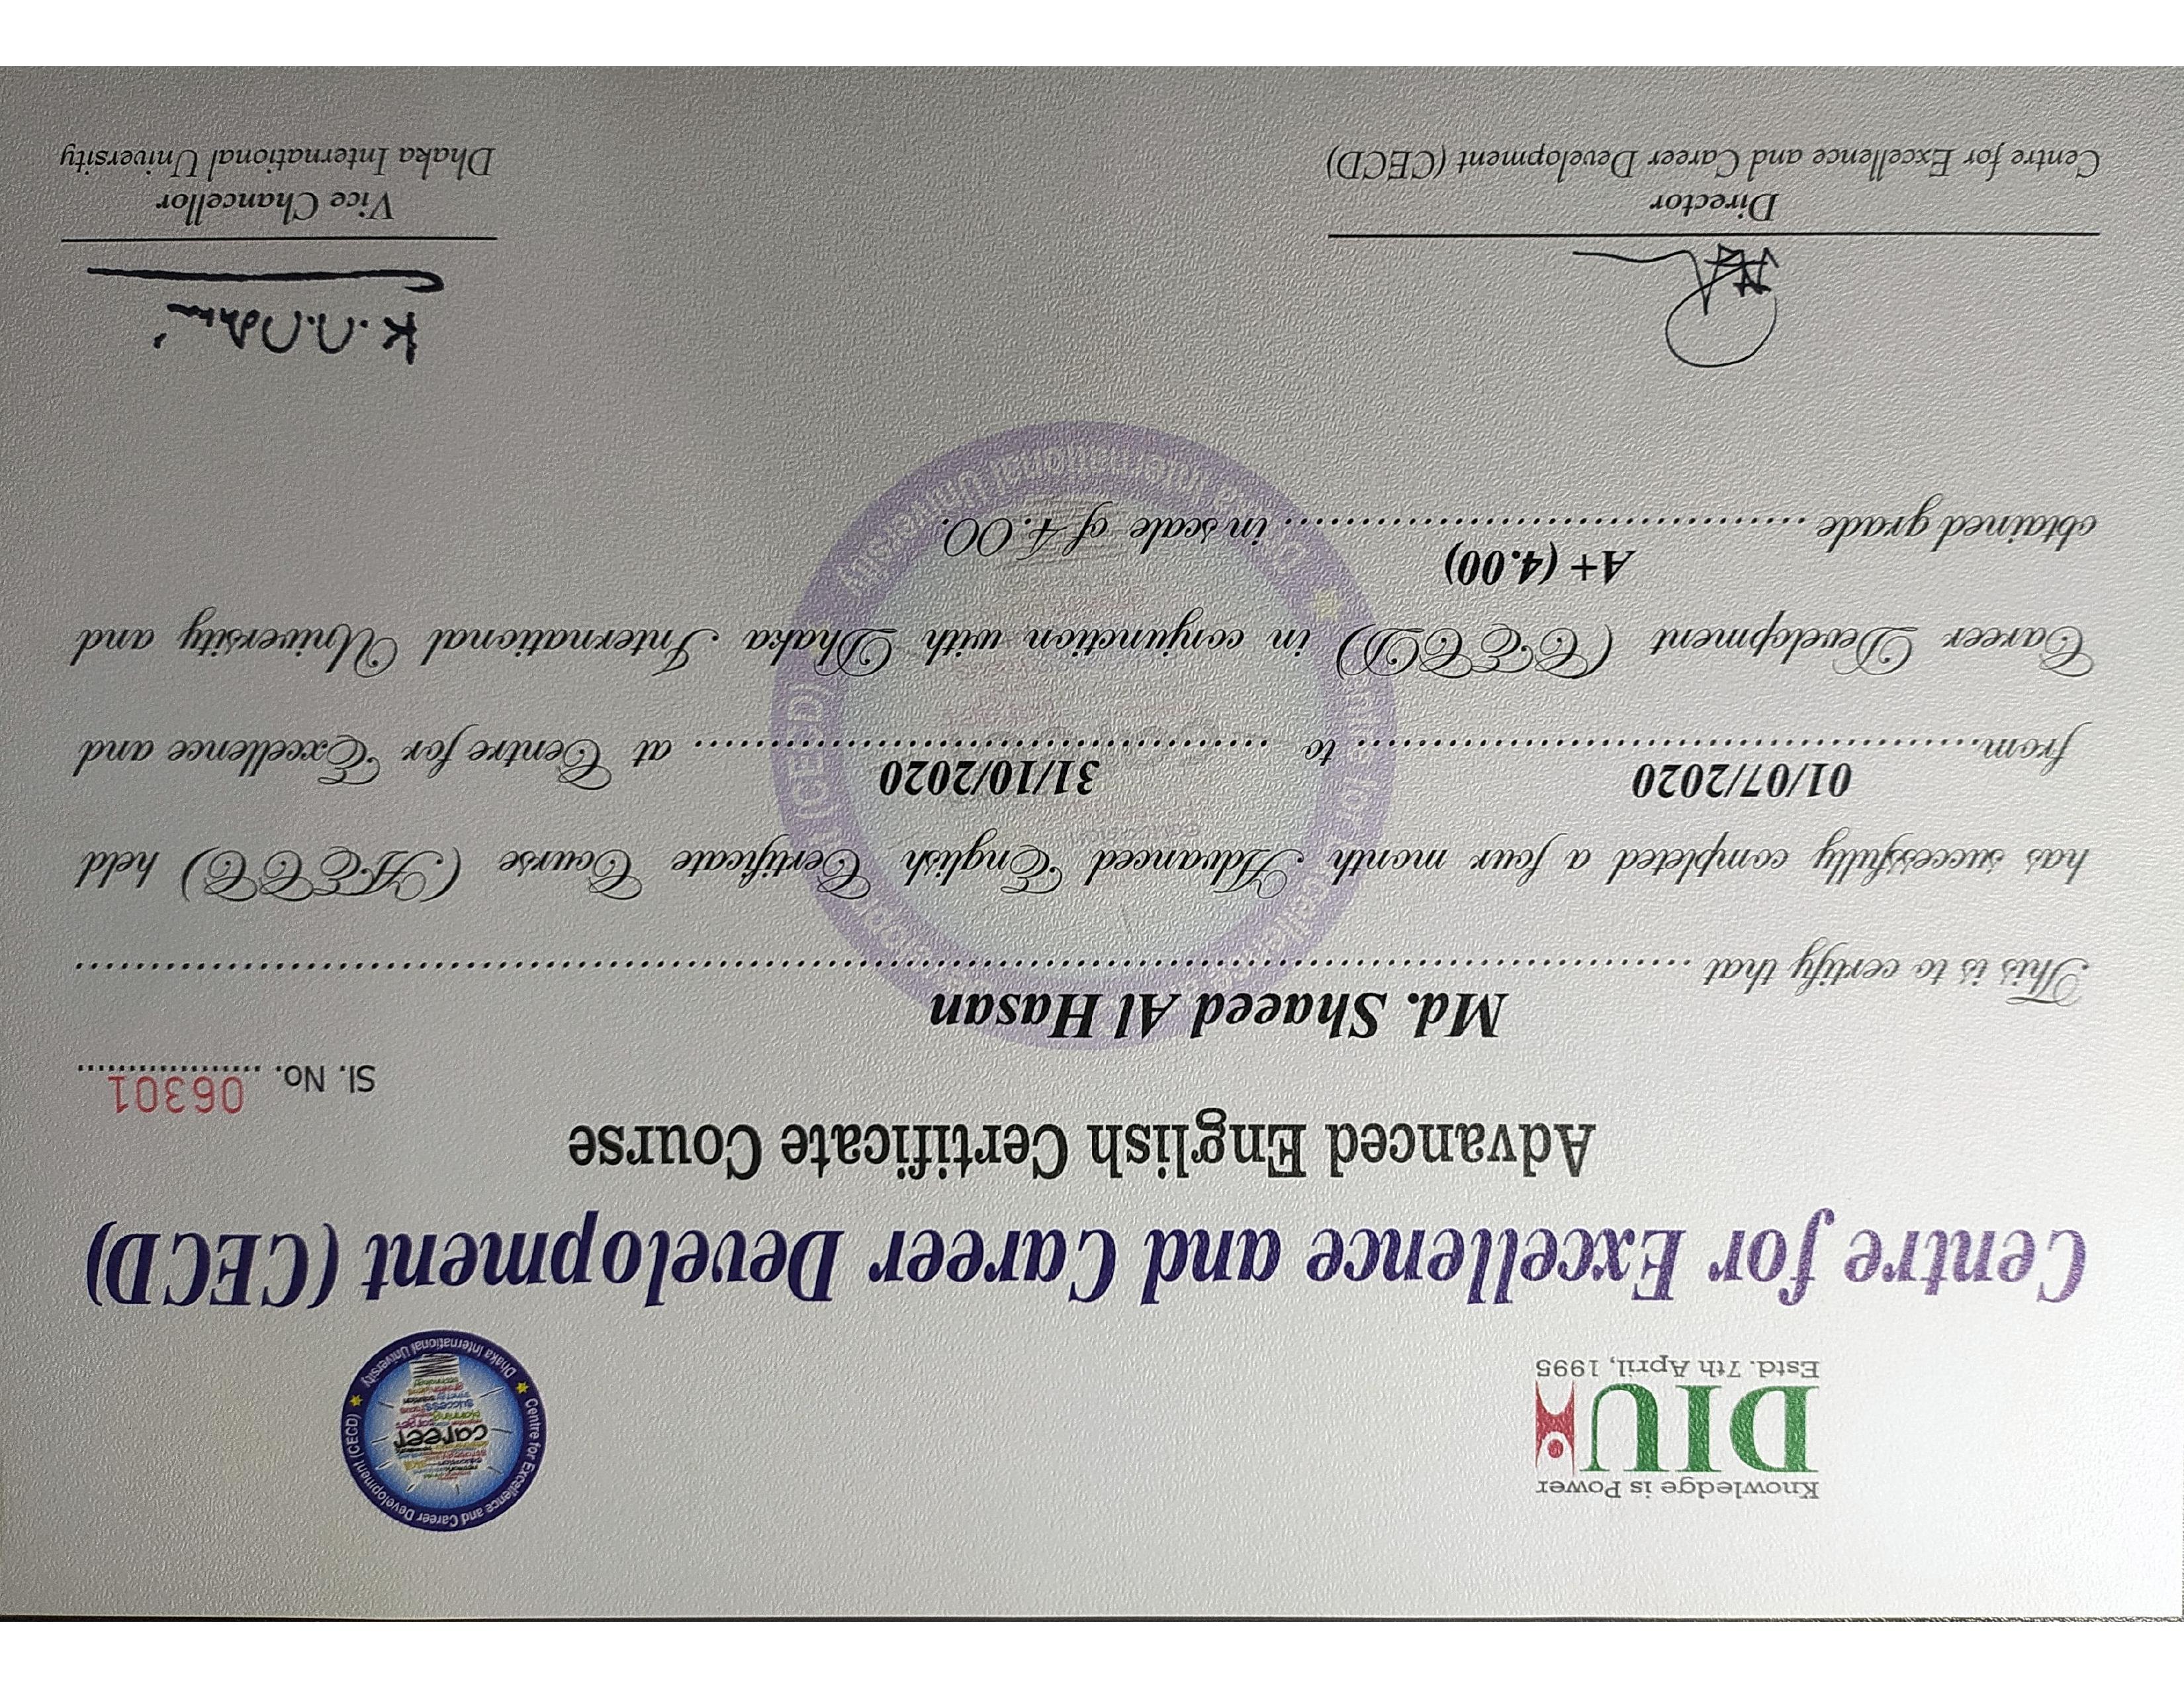 Knowledge is Power
DIU
Estd. 7th April, 1995
Centre for Excellence and Career Development (CECD)
career
planning
success
Dhaka International University
Centre for Excellence and Career Development (CECD)
Advanced English Certificate Course
Sl. No. 06301
This is to certify that Md. Shaeed Al Hasan
has successfully completed a four month Advanced English Certificate Course (AECC) held
from 01/07/2020 to 31/10/2020 at Centre for Excellence and
Career Development (CECD) in conjunction with Dhaka International University and
obtained grade A+ (4.00) in scale of 4.00.
Director
Centre for Excellence and Career Development (CECD)
Vice Chancellor
Dhaka International University